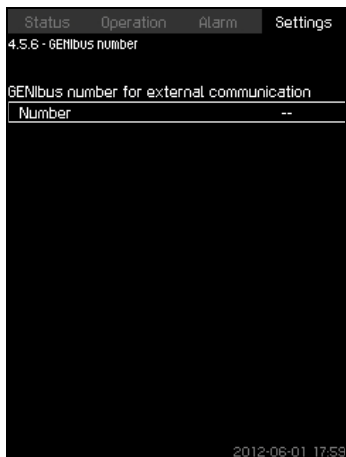 Status Operation Alarm Settings
4.5.6 - GENIbus number
GENIbus number for external communication
Number --
2012-06-01 17:59